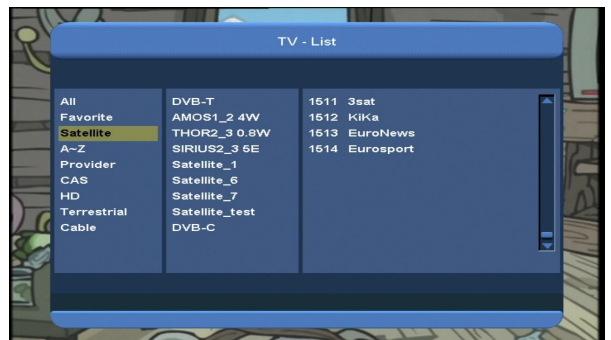 TV - List
All
Favorite
Satellite
A~Z
Provider
CAS
HD
Terrestrial
Cable
DVB-T
AMOS1_2 4W
THOR2_3 0.8W
SIRIUS2_3 5E
Satellite_1
Satellite_6
Satellite_7
Satellite_test
DVB-C
1511 3sat
1512 KiKa
1513 EuroNews
1514 Eurosport